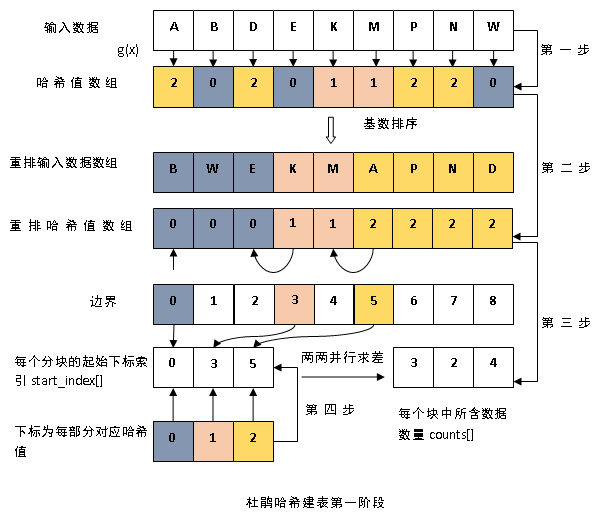 输入数据 A B D E K M P N W
g(x)
第一步
哈希值数组 2 0 2 0 1 1 2 2 0
基数排序
重排输入数据数组 B W E K M A P N D
第二步
重排哈希值数组 0 0 0 1 1 2 2 2 2
边界 0 1 2 3 4 5 6 7 8
第三步
每个分块的起始下标索
引 start_index[]
0 3 5
两两并行求差
3 2 4
第四步
每个块中所含数据
数量 counts[]
下标为每部分对应哈希
值
0 1 2
杜鹃哈希建表第一阶段